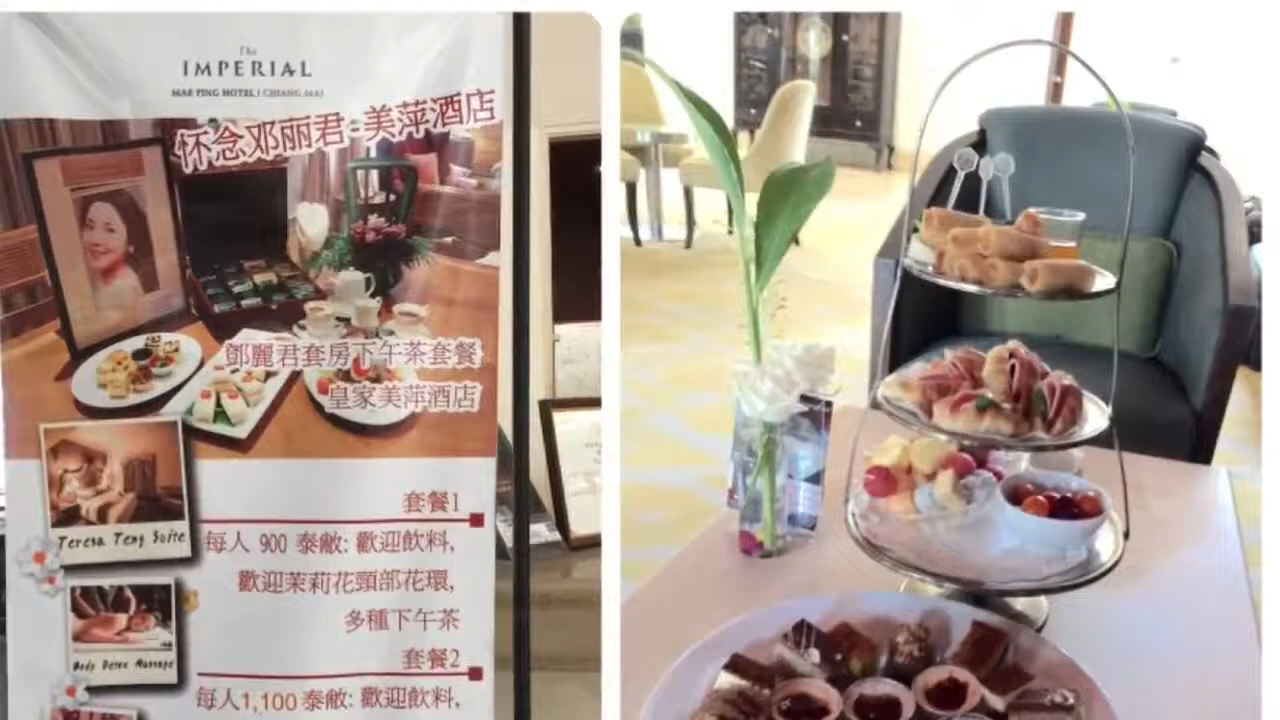 The
IMPERIAL
MAE PING HOTEL | CHIANG MAI
怀念邓丽君-美萍酒店
鄧麗君套房下午茶套餐
皇家美萍酒店
套餐1
Teresa Teng Suite
每人 900 泰敝: 歡迎飲料,
歡迎茉莉花頸部花環,
多種下午茶
套餐2
Body Detox Massage
每人1,100 泰敝: 歡迎飲料,